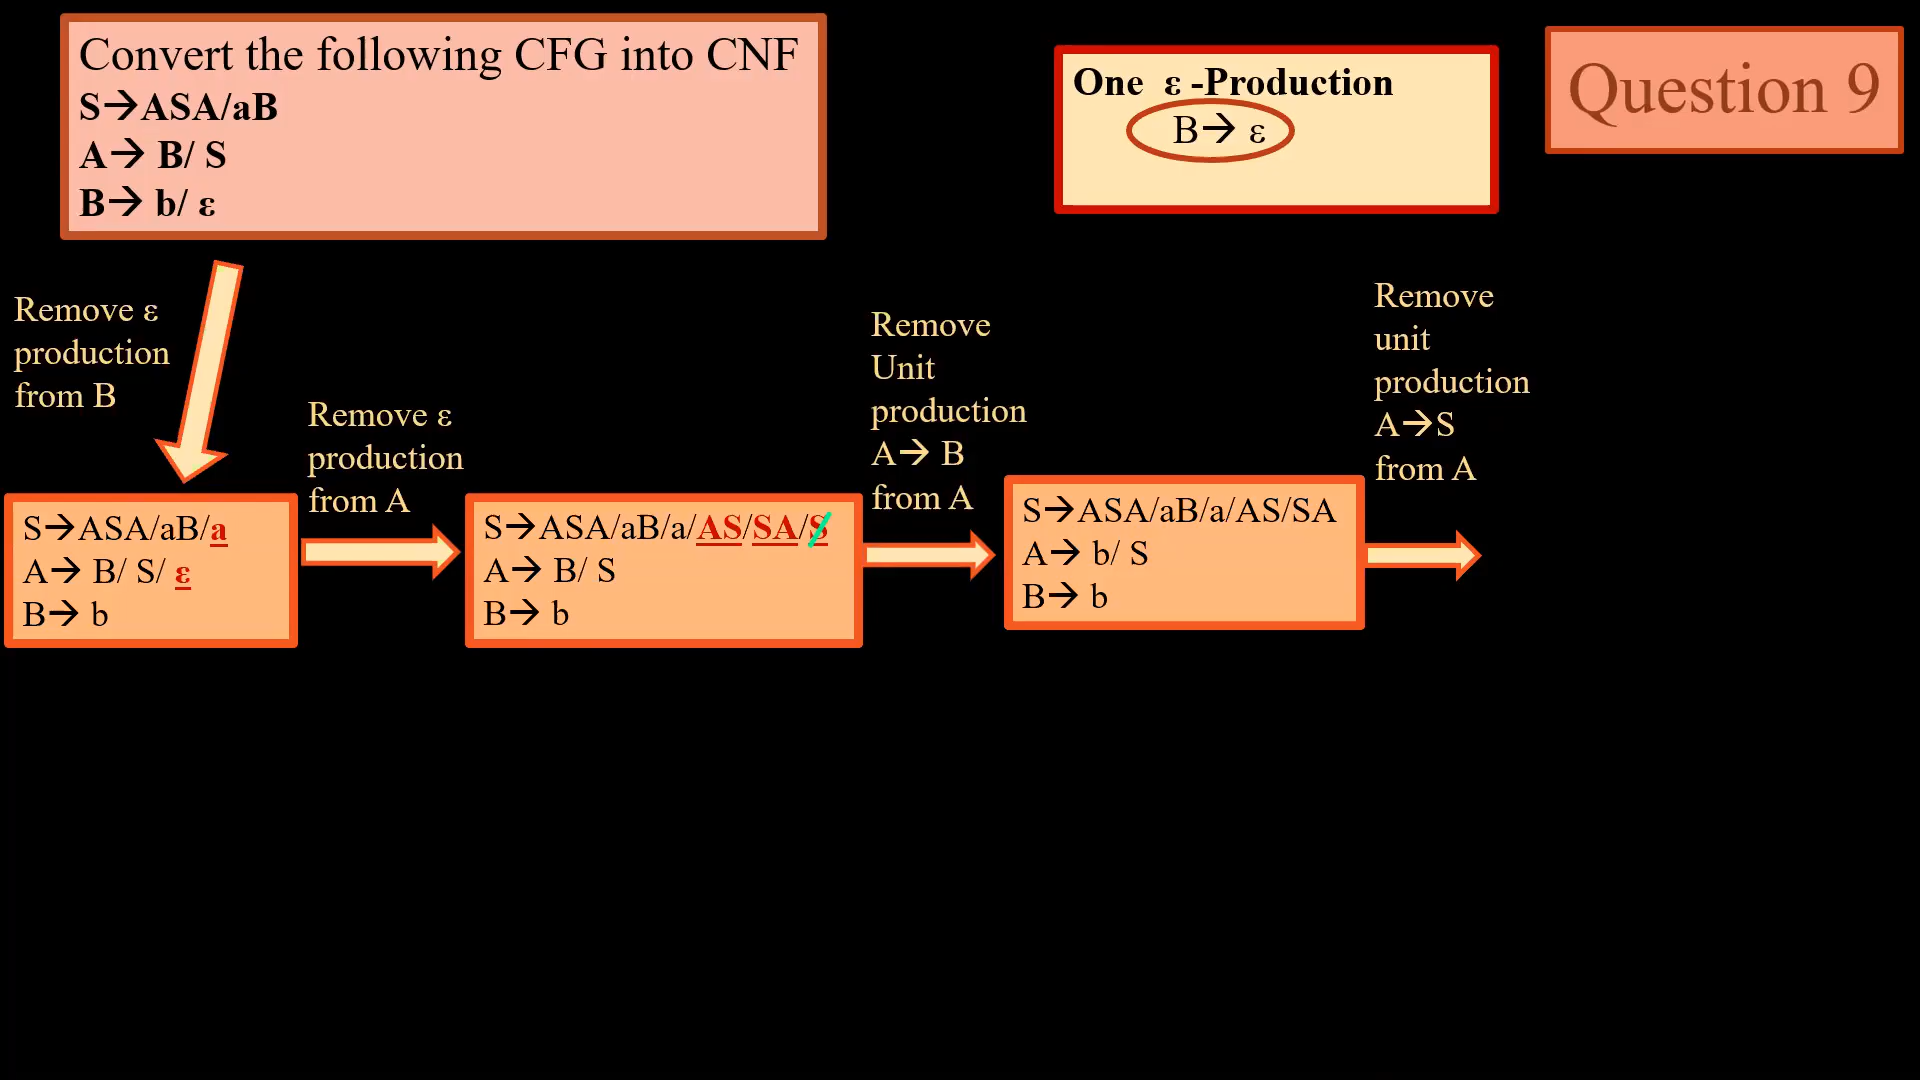 Convert the following CFG into CNF
S→ASA/aB
A→ B/ S
B→ b/ ε
One ε -Production
B→ ε
Question 9
Remove ε
production
from B
S→ASA/aB/a
A→ B/ S/ ε
B→ b
Remove ε
production
from A
S→ASA/aB/a/AS/SA/S
A→ B/ S
B→ b
Remove
Unit
production
A→ B
from A
S→ASA/aB/a/AS/SA
A→ b/ S
B→ b
Remove
unit
production
A→S
from A